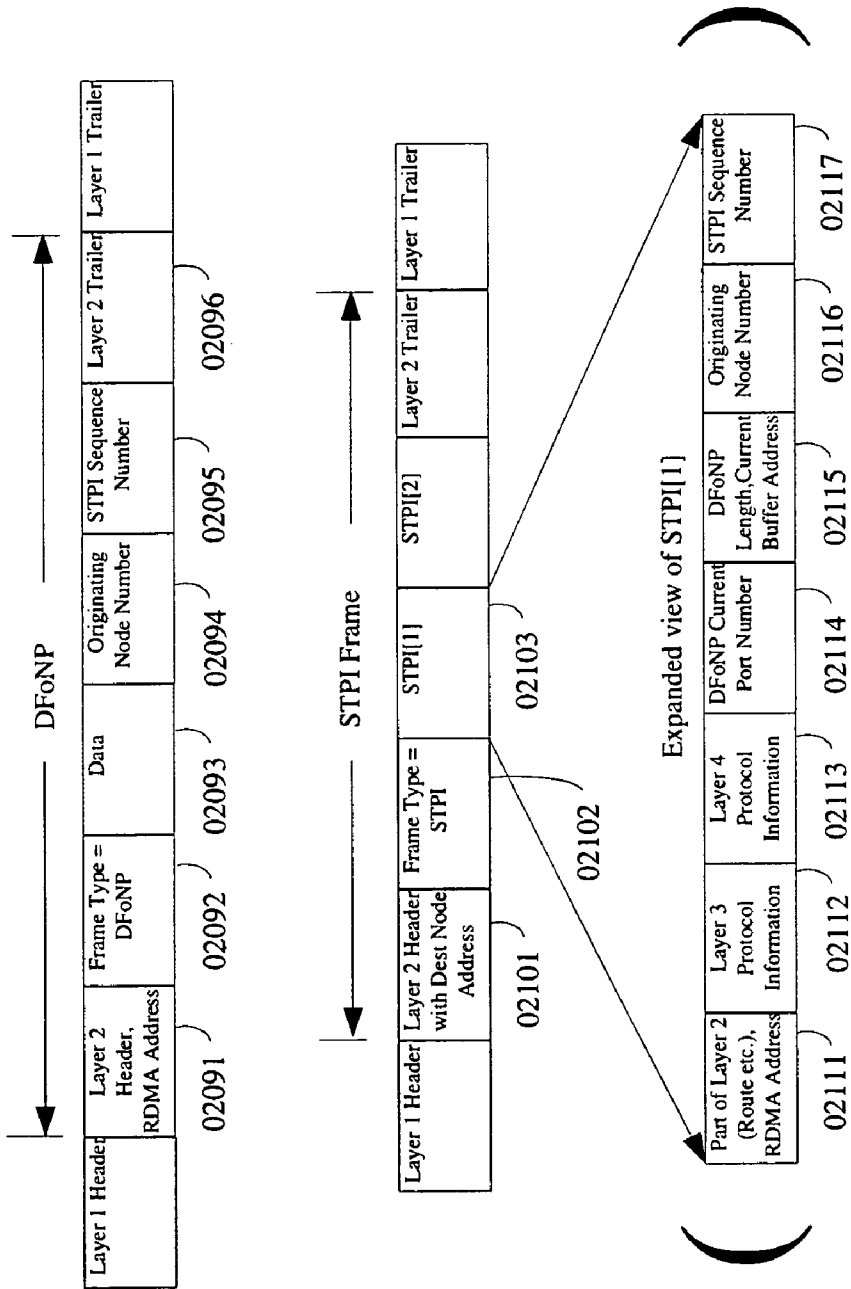 DFoNP
Layer 1 Header
Layer 2
Header,
RDMA Address
Frame Type =
DFoNP
Data
Originating
Node Number
STPI Sequence
Number
Layer 2 Trailer
Layer 1 Trailer
02091
02092
02093
02094
02095
02096
STPI Frame
Layer 1 Header
Layer 2 Header
with Dest Node
Address
Frame Type =
STPI
STPI[1]
STPI[2]
Layer 2 Trailer
Layer 1 Trailer
02101
02102
02103
Expanded view of STPI[1]
Part of Layer 2
(Route etc.),
RDMA Address
Layer 3
Protocol
Information
Layer 4
Protocol
Information
DFoNP Current
Port Number
DFoNP
Length,Current
Buffer Address
Originating
Node Number
STPI Sequence
Number
02111
02112
02113
02114
02115
02116
02117